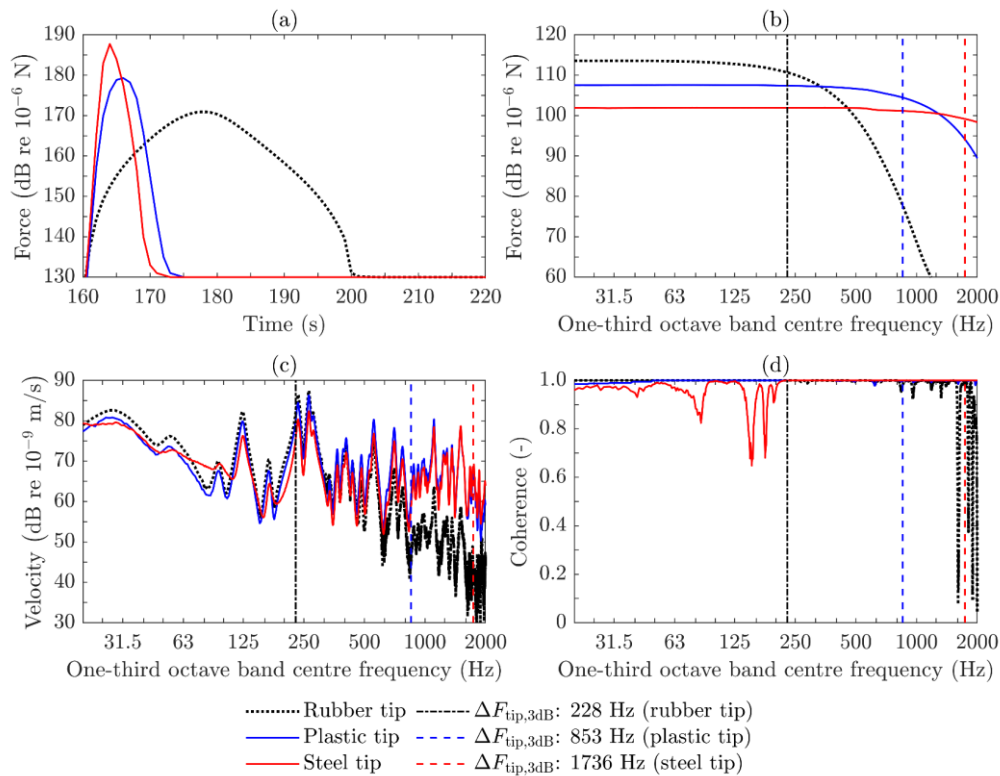 (a)
Force (dB re 10⁻⁶ N)
190
180
170
160
150
140
130
160 170 180 190 200 210 220
Time (s)
(b)
Force (dB re 10⁻⁶ N)
120
110
100
90
80
70
60
31.5 63 125 250 500 1000 2000
One-third octave band centre frequency (Hz)
(c)
Velocity (dB re 10⁻⁹ m/s)
90
80
70
60
50
40
30
31.5 63 125 250 500 1000 2000
One-third octave band centre frequency (Hz)
(d)
Coherence (-)
1.0
0.8
0.6
0.4
0.2
0
31.5 63 125 250 500 1000 2000
One-third octave band centre frequency (Hz)
Rubber tip ΔF_tip,3dB: 228 Hz (rubber tip)
Plastic tip ΔF_tip,3dB: 853 Hz (plastic tip)
Steel tip ΔF_tip,3dB: 1736 Hz (steel tip)